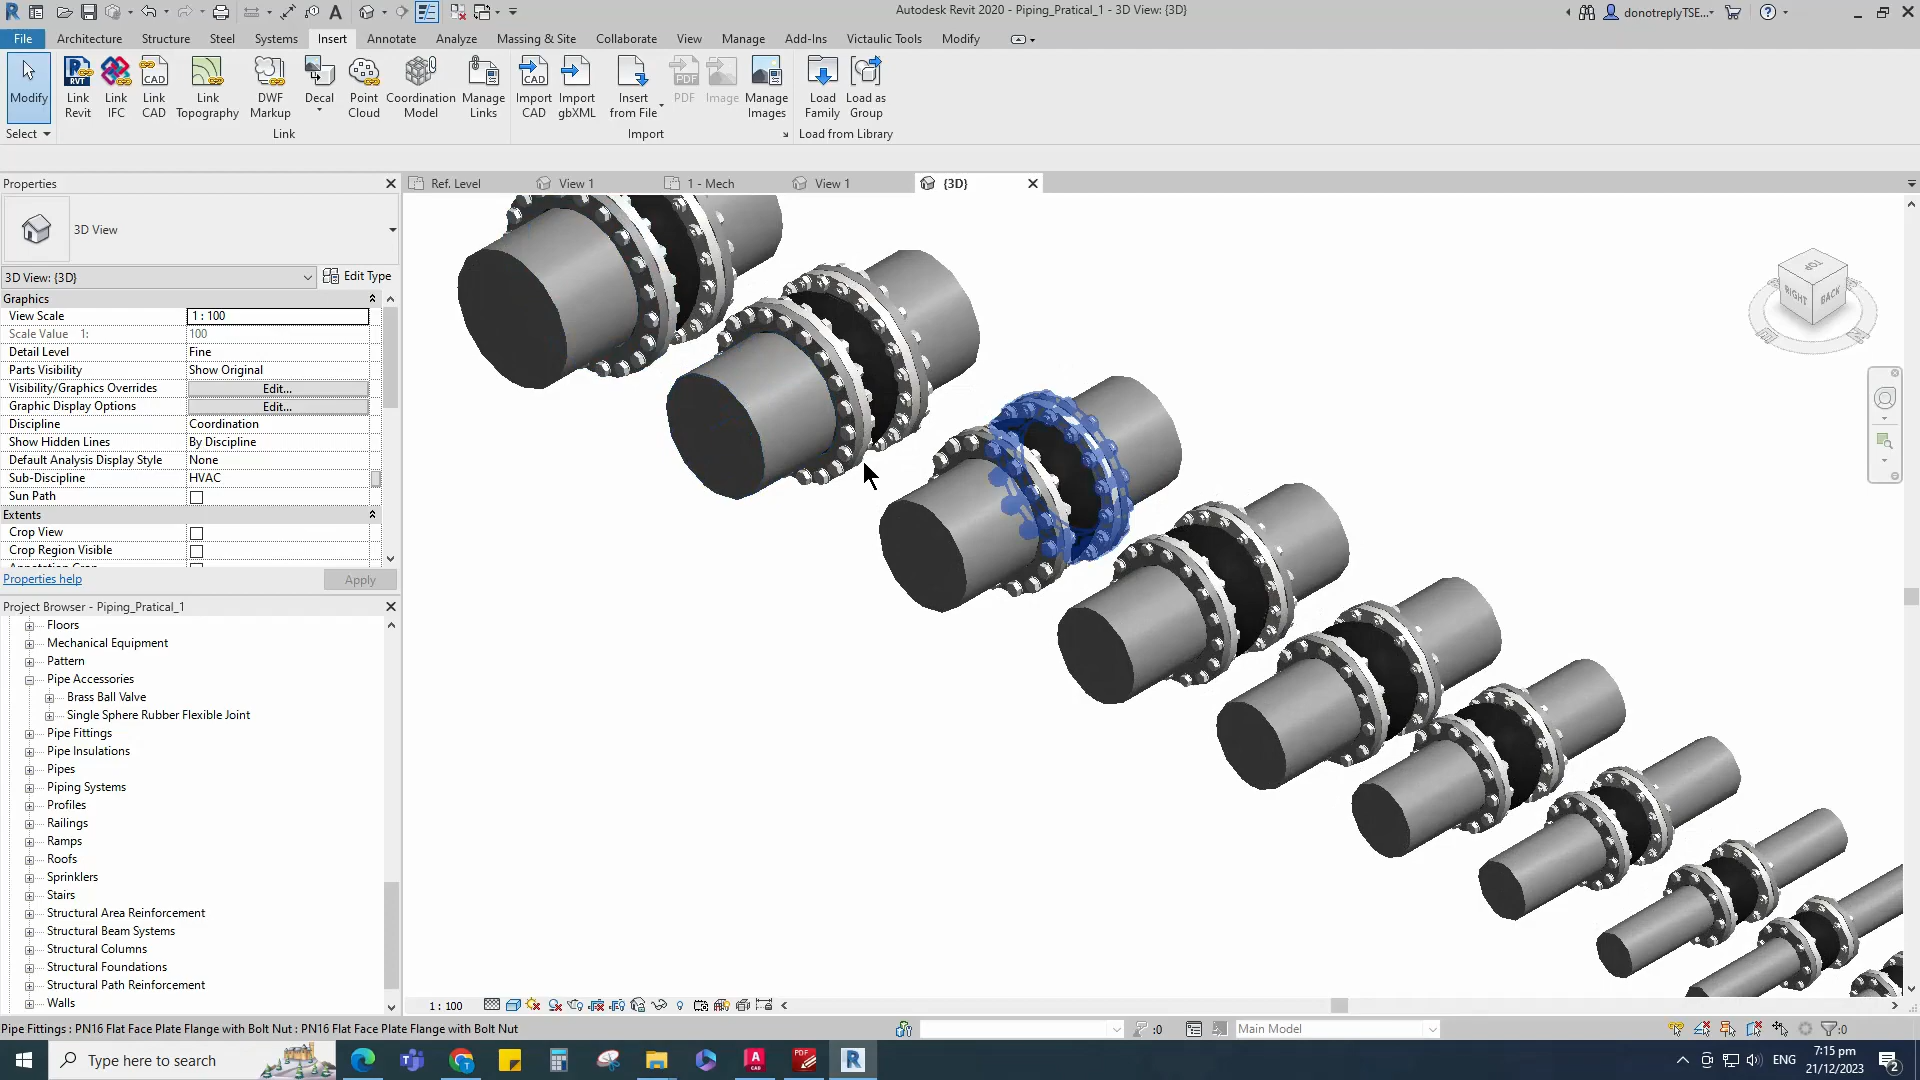 Autodesk Revit 2020 - Piping_Pratical_1 - 3D View: {3D}
donotreplyTSE...
File Architecture Structure Steel Systems Insert Annotate Analyze Massing & Site Collaborate View Manage Add-Ins Victaulic Tools Modify
Modify
Link Revit
Link IFC
Link CAD
Link Topography
DWF Markup
Decal
Point Cloud
Coordination Model
Manage Links
Import CAD
Import gbXML
Insert from File
PDF
Image
Manage Images
Load Family
Load as Group
Select
Link
Import
Load from Library
Properties
Ref. Level
View 1
1 - Mech
View 1
{3D}
3D View
3D View: {3D}
Edit Type
Graphics
View Scale 1 : 100
Scale Value 1: 100
Detail Level Fine
Parts Visibility Show Original
Visibility/Graphics Overrides Edit...
Graphic Display Options Edit...
Discipline Coordination
Show Hidden Lines By Discipline
Default Analysis Display Style None
Sub-Discipline HVAC
Sun Path
Extents
Crop View
Crop Region Visible
Properties help
Apply
Project Browser - Piping_Pratical_1
Floors
Mechanical Equipment
Pattern
Pipe Accessories
Brass Ball Valve
Single Sphere Rubber Flexible Joint
Pipe Fittings
Pipe Insulations
Pipes
Piping Systems
Profiles
Railings
Ramps
Roofs
Sprinklers
Stairs
Structural Area Reinforcement
Structural Beam Systems
Structural Columns
Structural Foundations
Structural Path Reinforcement
Walls
TOP
RIGHT
BACK
1 : 100
Pipe Fittings : PN16 Flat Face Plate Flange with Bolt Nut : PN16 Flat Face Plate Flange with Bolt Nut
:0
Main Model
:0
Type here to search
ENG
7:15 pm
21/12/2023
2